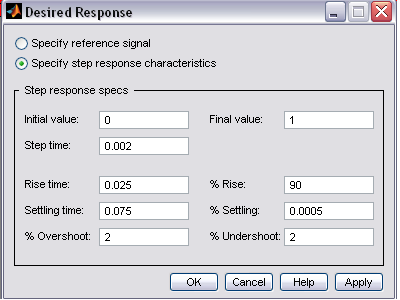 Desired Response
Specify reference signal
Specify step response characteristics
Step response specs
Initial value: 0 Final value: 1
Step time: 0.002
Rise time: 0.025 % Rise: 90
Settling time: 0.075 % Settling: 0.0005
% Overshoot: 2 % Undershoot: 2
OK Cancel Help Apply